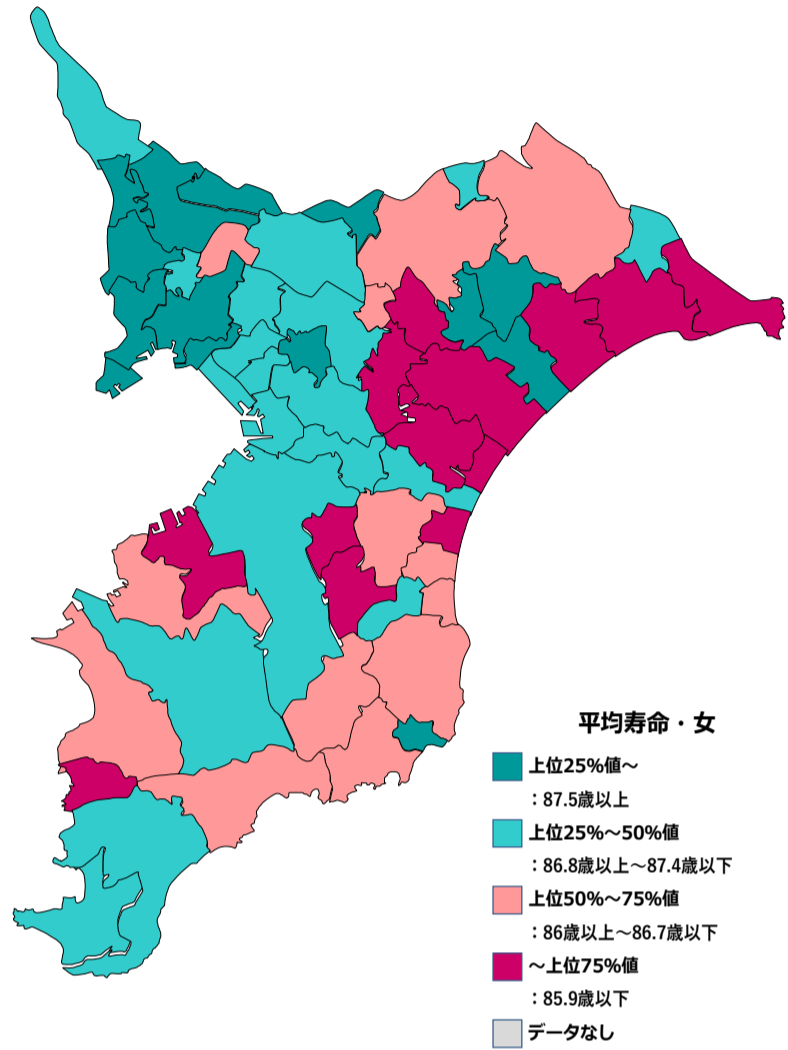 平均寿命・女
上位25%値～
：87.5歳以上
上位25%～50%値
：86.8歳以上～87.4歳以下
上位50%～75%値
：86歳以上～86.7歳以下
～上位75%値
：85.9歳以下
データなし